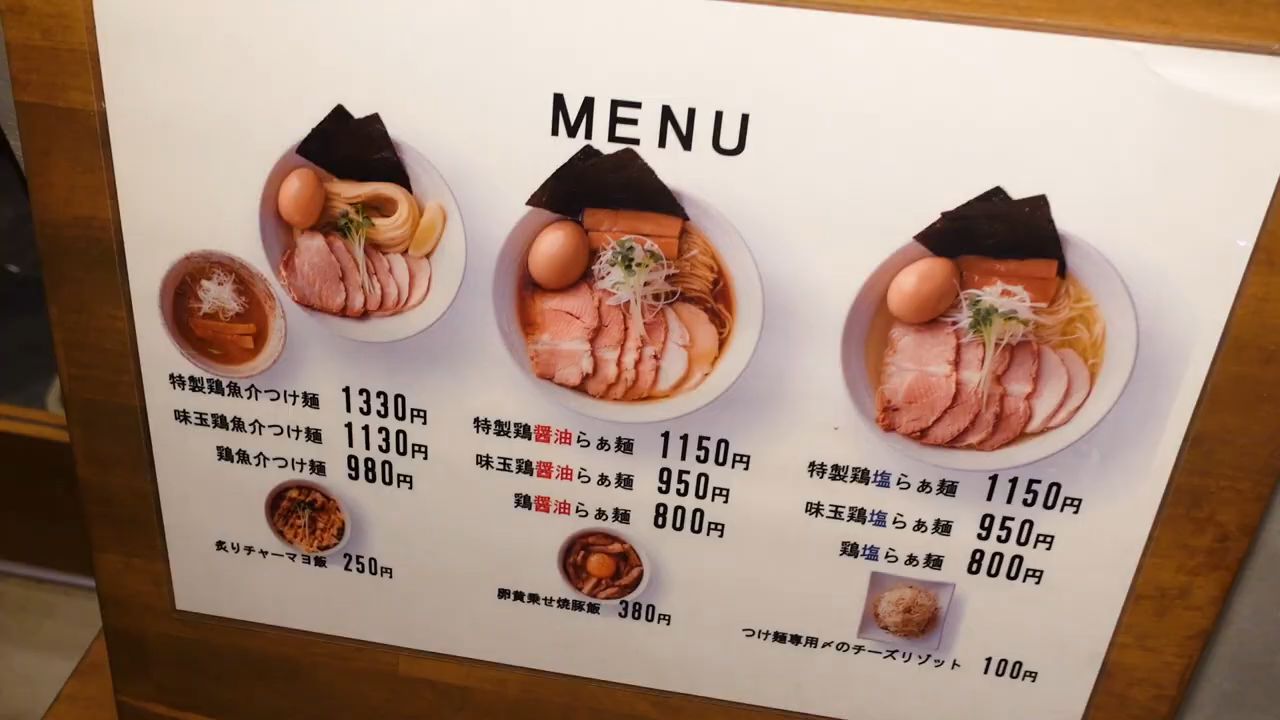 MENU
特製鶏魚介つけ麺 1330円
味玉鶏魚介つけ麺 1130円
鶏魚介つけ麺 980円
炙りチャーマヨ飯 250円
特製鶏醤油らぁ麺 1150円
味玉鶏醤油らぁ麺 950円
鶏醤油らぁ麺 800円
卵黄乗せ焼豚飯 380円
特製鶏塩らぁ麺 1150円
味玉鶏塩らぁ麺 950円
鶏塩らぁ麺 800円
つけ麺専用〆のチーズリゾット 100円